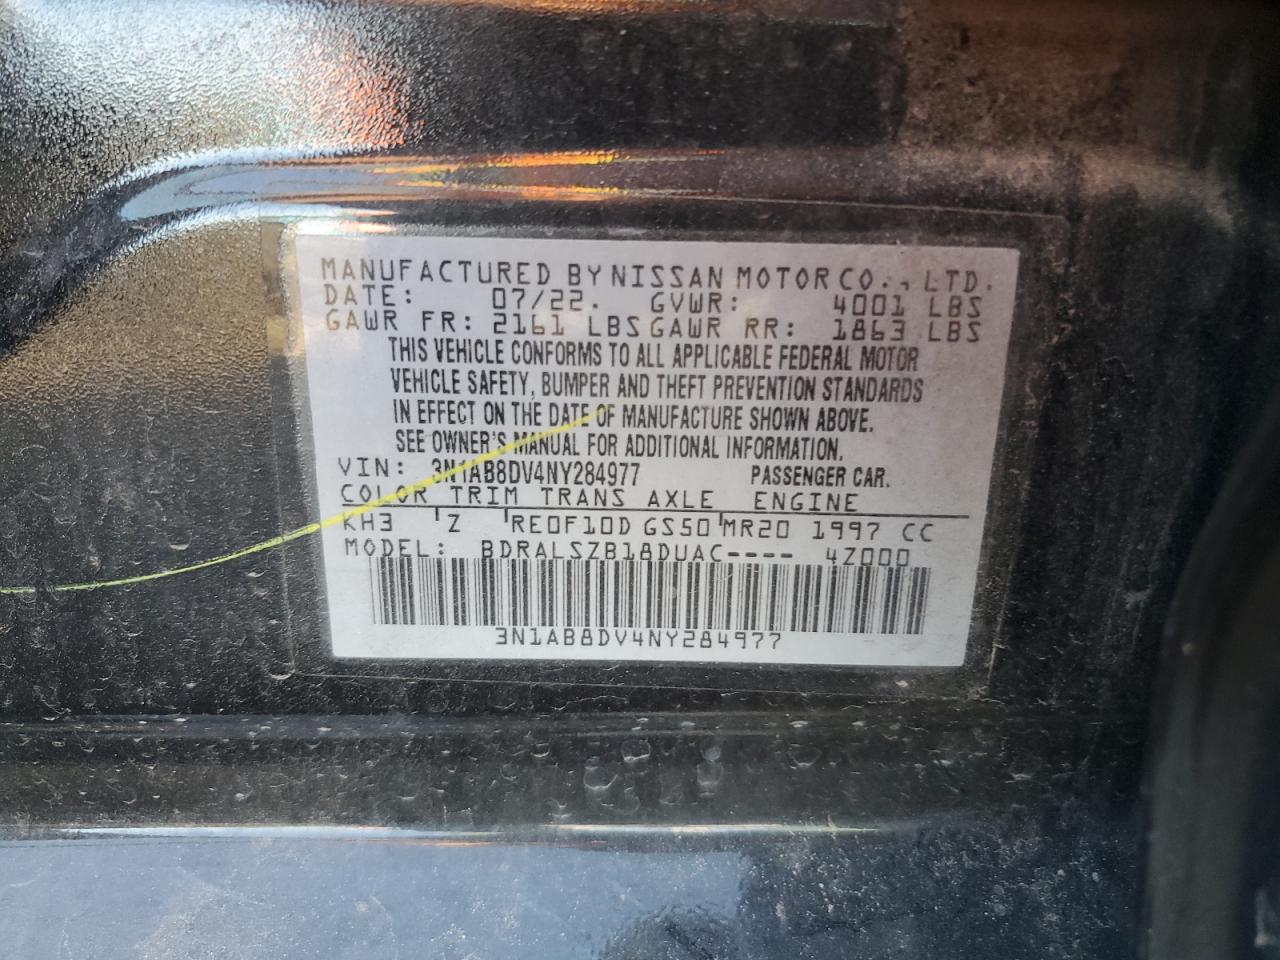 MANUFACTURED BY NISSAN MOTOR CO., LTD.
DATE: 07/22. GVWR: 4001 LBS
GAWR FR: 2161 LBS GAWR RR: 1863 LBS
THIS VEHICLE CONFORMS TO ALL APPLICABLE FEDERAL MOTOR
VEHICLE SAFETY, BUMPER AND THEFT PREVENTION STANDARDS
IN EFFECT ON THE DATE OF MANUFACTURE SHOWN ABOVE.
SEE OWNER'S MANUAL FOR ADDITIONAL INFORMATION.
VIN: 3N1AB8DV4NY284977 PASSENGER CAR.
COLOR TRIM TRANS AXLE ENGINE
KH3 Z RE0F10D GS50 MR20 1997 CC
MODEL: BDRALSZB18DUAC---- 4Z000
3N1AB8DV4NY284977